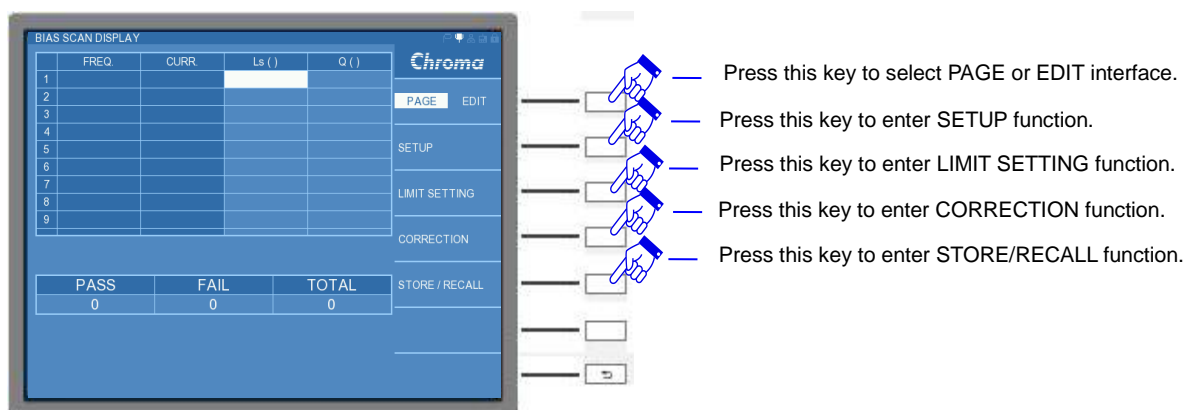 BIAS SCAN DISPLAY
Chroma
FREQ. CURR. Ls ( ) Q ( )
1
2
3
4
5
6
7
8
9
PAGE EDIT
SETUP
LIMIT SETTING
CORRECTION
STORE / RECALL
PASS FAIL TOTAL
0 0 0
Press this key to select PAGE or EDIT interface.
Press this key to enter SETUP function.
Press this key to enter LIMIT SETTING function.
Press this key to enter CORRECTION function.
Press this key to enter STORE/RECALL function.